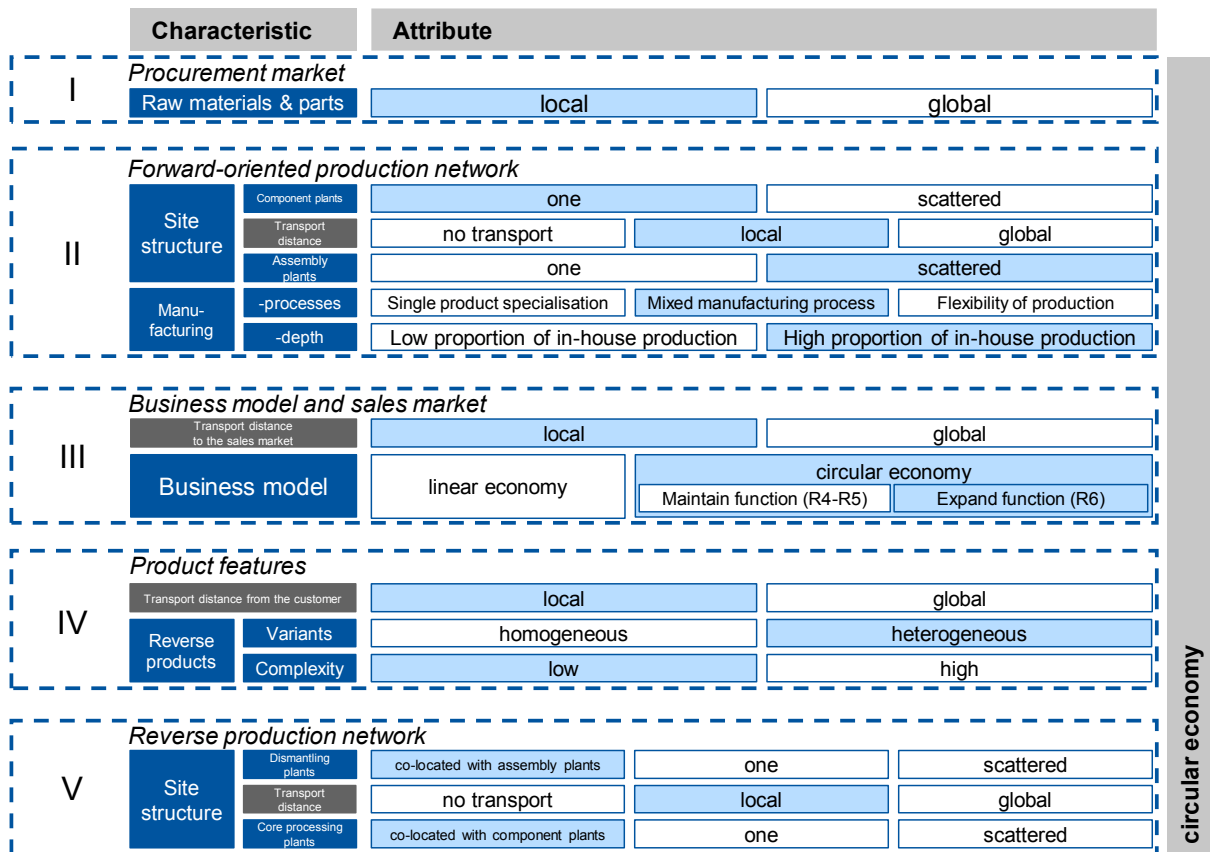 Characteristic
Attribute
I
Procurement market
Raw materials & parts
local
global
II
Forward-oriented production network
Site
structure
Component plants
one
scattered
Transport
distance
no transport
local
global
Assembly
plants
one
scattered
Manu-
facturing
-processes
Single product specialisation
Mixed manufacturing process
Flexibility of production
-depth
Low proportion of in-house production
High proportion of in-house production
III
Business model and sales market
Transport distance
to the sales market
local
global
Business model
linear economy
circular economy
Maintain function (R4-R5)
Expand function (R6)
IV
Product features
Transport distance from the customer
local
global
Reverse
products
Variants
homogeneous
heterogeneous
Complexity
low
high
V
Reverse production network
Site
structure
Dismantling
plants
co-located with assembly plants
one
scattered
Transport
distance
no transport
local
global
Core processing
plants
co-located with component plants
one
scattered
circular economy